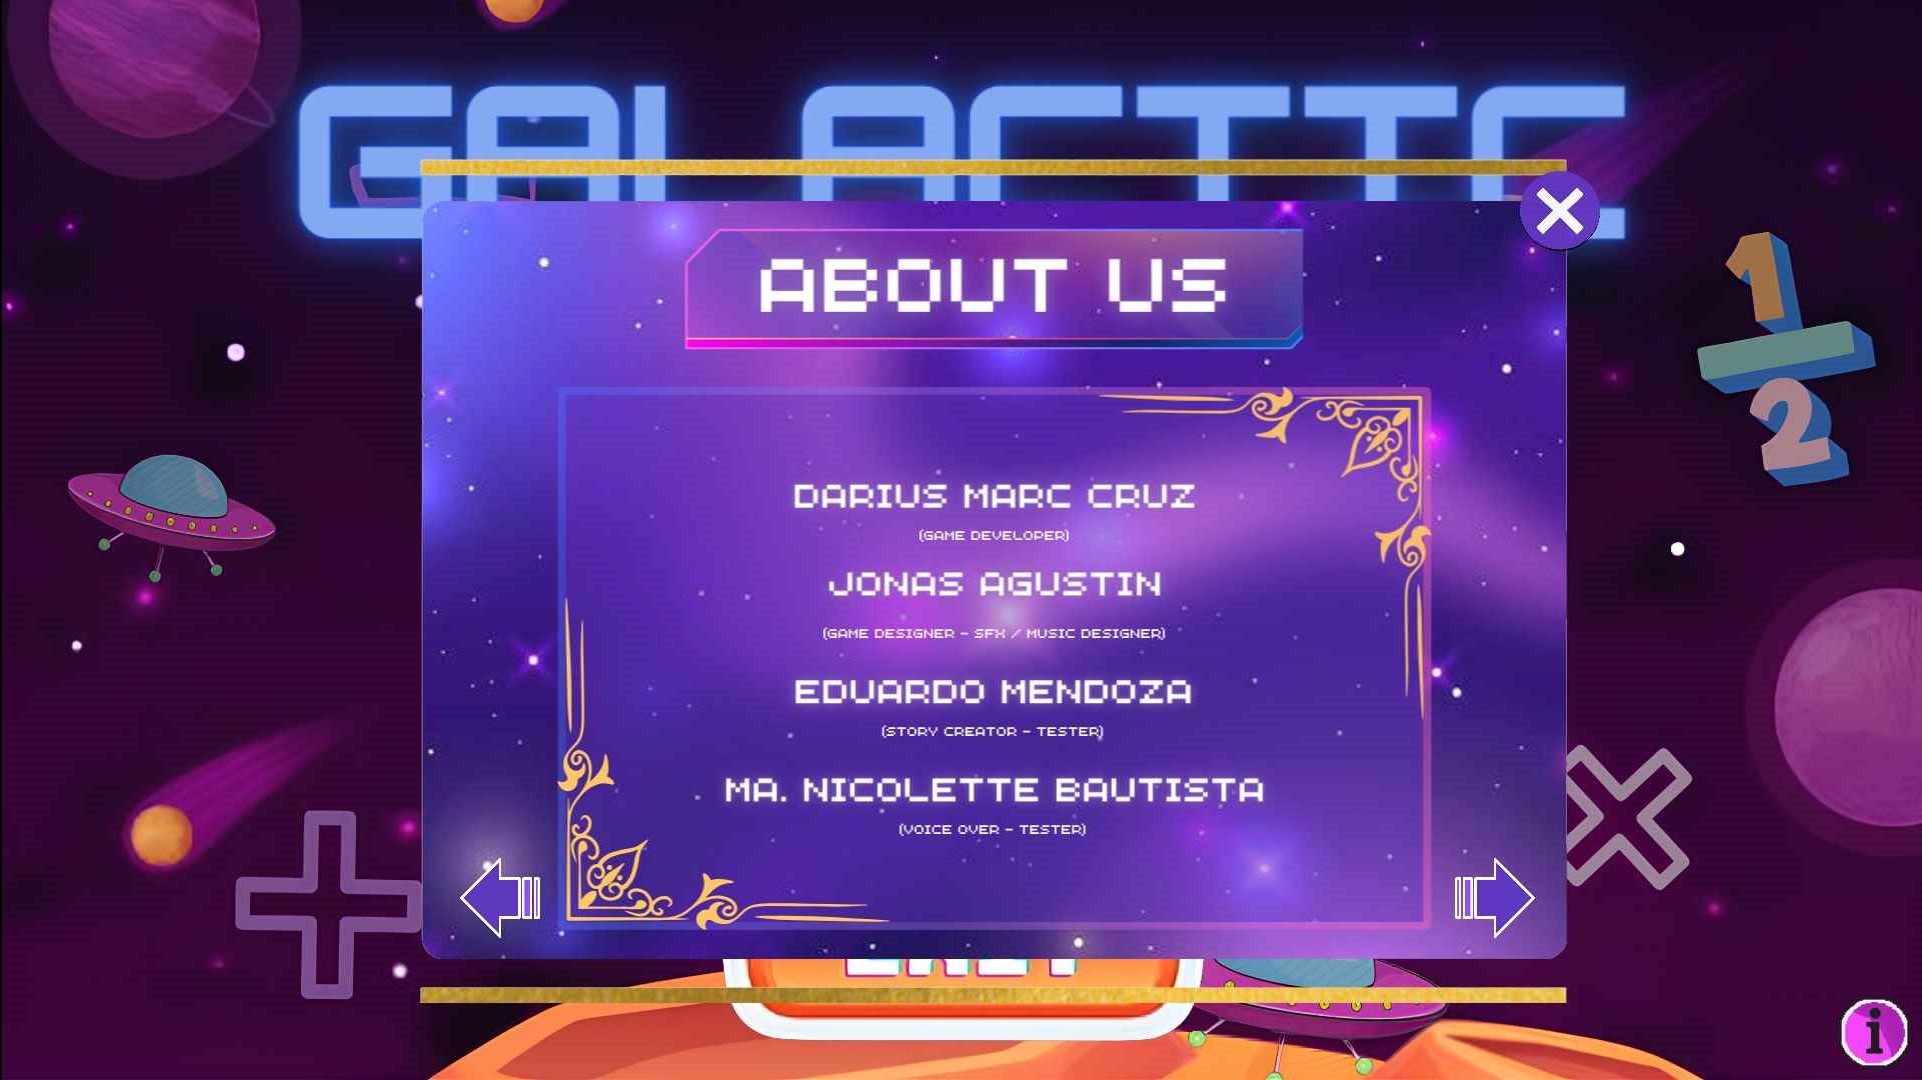 GALACTIC
ABOUT US
1
2
DARIUS MARC CRUZ
(GAME DEVELOPER)
JONAS AGUSTIN
(GAME DESIGNER - SFX / MUSIC DESIGNER)
EDUARDO MENDOZA
(STORY CREATOR - TESTER)
MA. NICOLETTE BAUTISTA
(VOICE OVER - TESTER)
i